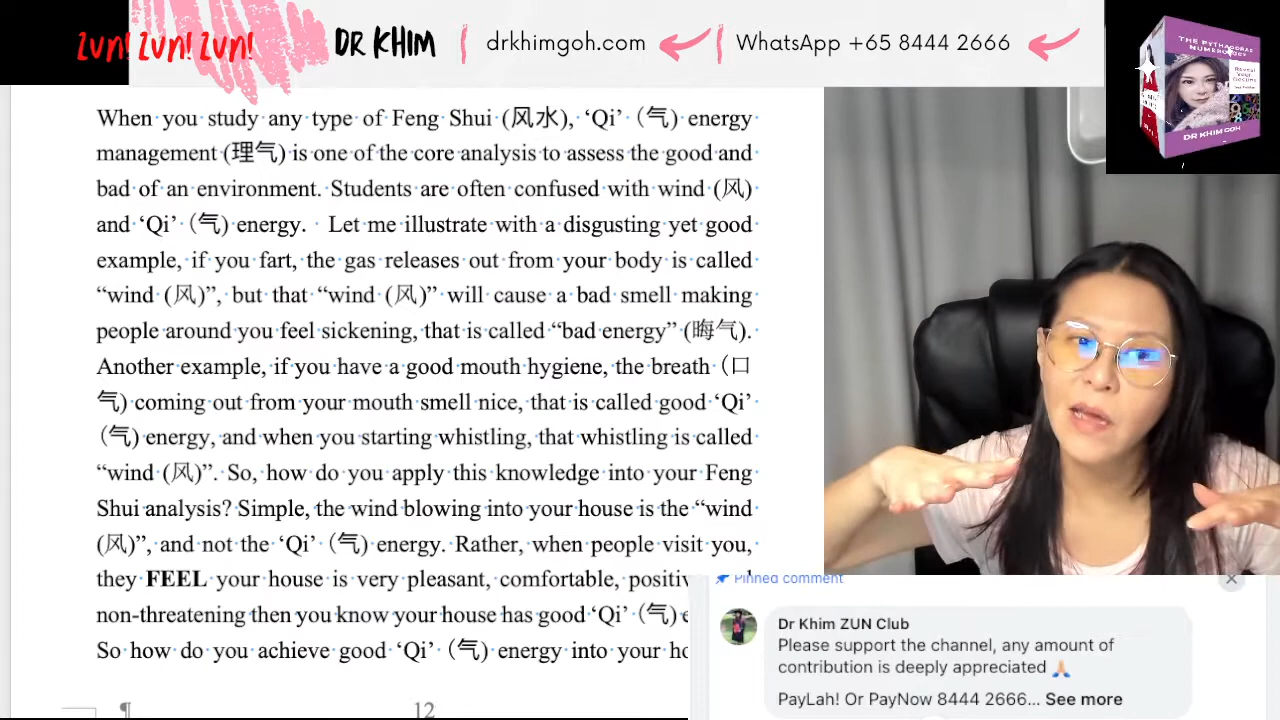 Zun! Zun! Zun!
DR KHIM
drkhimgoh.com
WhatsApp +65 8444 2666
THE PYTHAGORAS
NUMEROLOGY
DR KHIM GOH
When you study any type of Feng Shui (风水), ‘Qi’ (气) energy
management (理气) is one of the core analysis to assess the good and
bad of an environment. Students are often confused with wind (风)
and ‘Qi’ (气) energy. Let me illustrate with a disgusting yet good
example, if you fart, the gas releases out from your body is called
“wind (风)”, but that “wind (风)” will cause a bad smell making
people around you feel sickening, that is called “bad energy” (晦气).
Another example, if you have a good mouth hygiene, the breath (口
气) coming out from your mouth smell nice, that is called good ‘Qi’
(气) energy, and when you starting whistling, that whistling is called
“wind (风)”. So, how do you apply this knowledge into your Feng
Shui analysis? Simple, the wind blowing into your house is the “wind
(风)”, and not the ‘Qi’ (气) energy. Rather, when people visit you,
they FEEL your house is very pleasant, comfortable, positiv
non-threatening then you know your house has good ‘Qi’ (气) e
So how do you achieve good ‘Qi’ (气) energy into your ho
¶
12
Pinned comment
Dr Khim ZUN Club
Please support the channel, any amount of
contribution is deeply appreciated 🙏🏻
PayLah! Or PayNow 8444 2666... See more